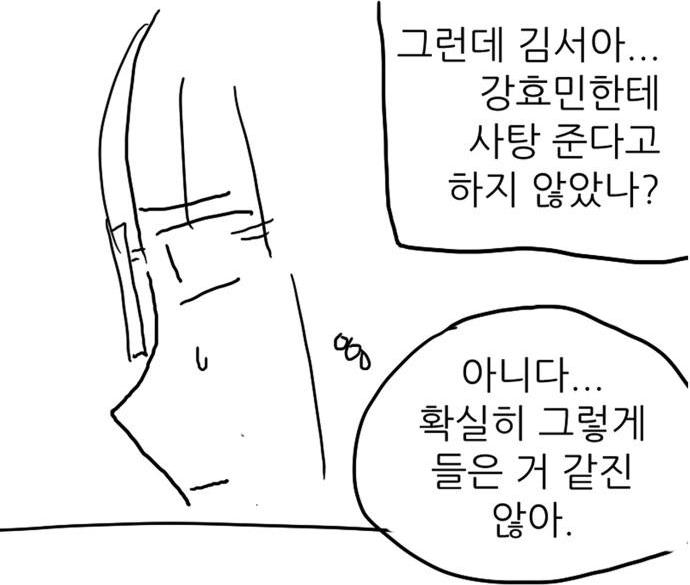 그런데 김서아...
강효민한테
사탕 준다고
하지 않았나?
아니다...
확실히 그렇게
들은 거 같진
않아.